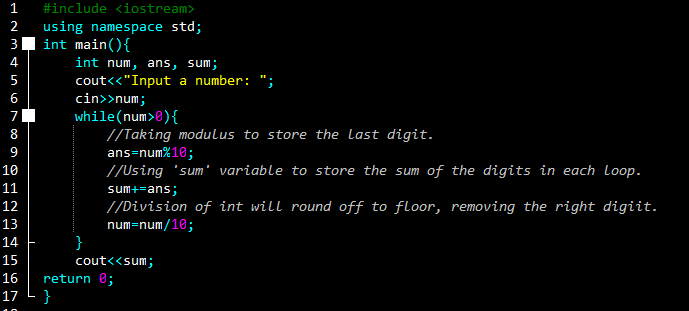 1 #include <iostream>
2 using namespace std;
3 int main(){
4 int num, ans, sum;
5 cout<<"Input a number: ";
6 cin>>num;
7 while(num>0){
8 //Taking modulus to store the last digit.
9 ans=num%10;
10 //Using 'sum' variable to store the sum of the digits in each loop.
11 sum+=ans;
12 //Division of int will round off to floor, removing the right digiit.
13 num=num/10;
14 }
15 cout<<sum;
16 return 0;
17 }